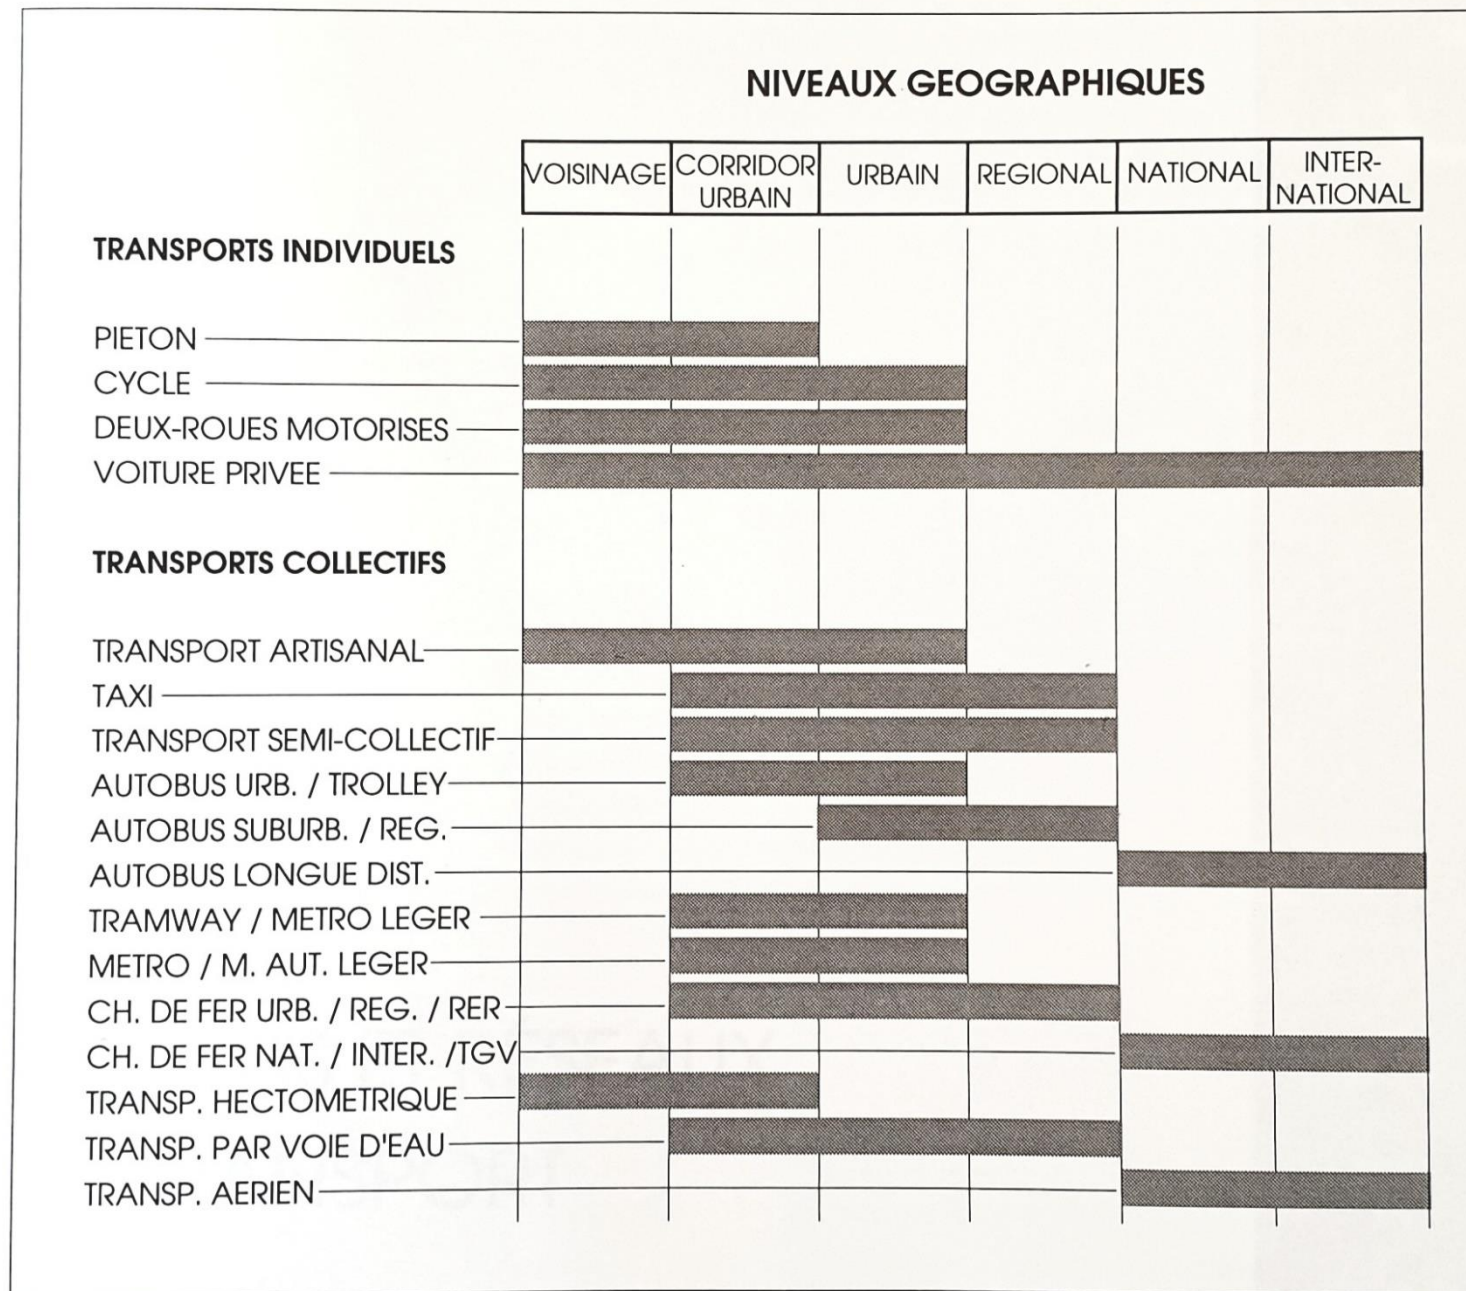 NIVEAUX GEOGRAPHIQUES
VOISINAGE
CORRIDOR
URBAIN
URBAIN
REGIONAL
NATIONAL
INTER-
NATIONAL
TRANSPORTS INDIVIDUELS
PIETON
CYCLE
DEUX-ROUES MOTORISES
VOITURE PRIVEE
TRANSPORTS COLLECTIFS
TRANSPORT ARTISANAL
TAXI
TRANSPORT SEMI-COLLECTIF
AUTOBUS URB. / TROLLEY
AUTOBUS SUBURB. / REG.
AUTOBUS LONGUE DIST.
TRAMWAY / METRO LEGER
METRO / M. AUT. LEGER
CH. DE FER URB. / REG. / RER
CH. DE FER NAT. / INTER. /TGV
TRANSP. HECTOMETRIQUE
TRANSP. PAR VOIE D'EAU
TRANSP. AERIEN